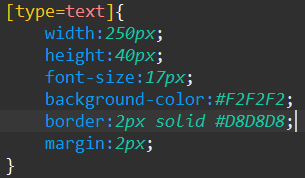 [type=text]{
width:250px;
height:40px;
font-size:17px;
background-color:#F2F2F2;
border:2px solid #D8D8D8;
margin:2px;
}